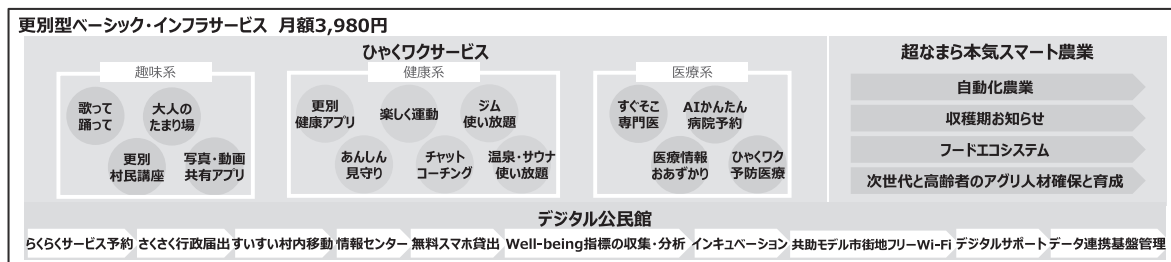 更別型ベーシック・インフラサービス 月額3,980円
ひゃくワクサービス
趣味系
歌って
踊って
大人の
たまり場
更別
村民講座
写真・動画
共有アプリ
健康系
更別
健康アプリ
楽しく運動
ジム
使い放題
あんしん
見守り
チャット
コーチング
温泉・サウナ
使い放題
医療系
すぐそこ
専門医
AIかんたん
病院予約
医療情報
おあずかり
ひゃくワク
予防医療
超なまら本気スマート農業
自動化農業
収穫期お知らせ
フードエコシステム
次世代と高齢者のアグリ人材確保と育成
デジタル公民館
らくらくサービス予約
さくさく行政届出
すいすい村内移動
情報センター
無料スマホ貸出
Well-being指標の収集・分析
インキュベーション
共助モデル市街地フリーWi-Fi
デジタルサポート
データ連携基盤管理